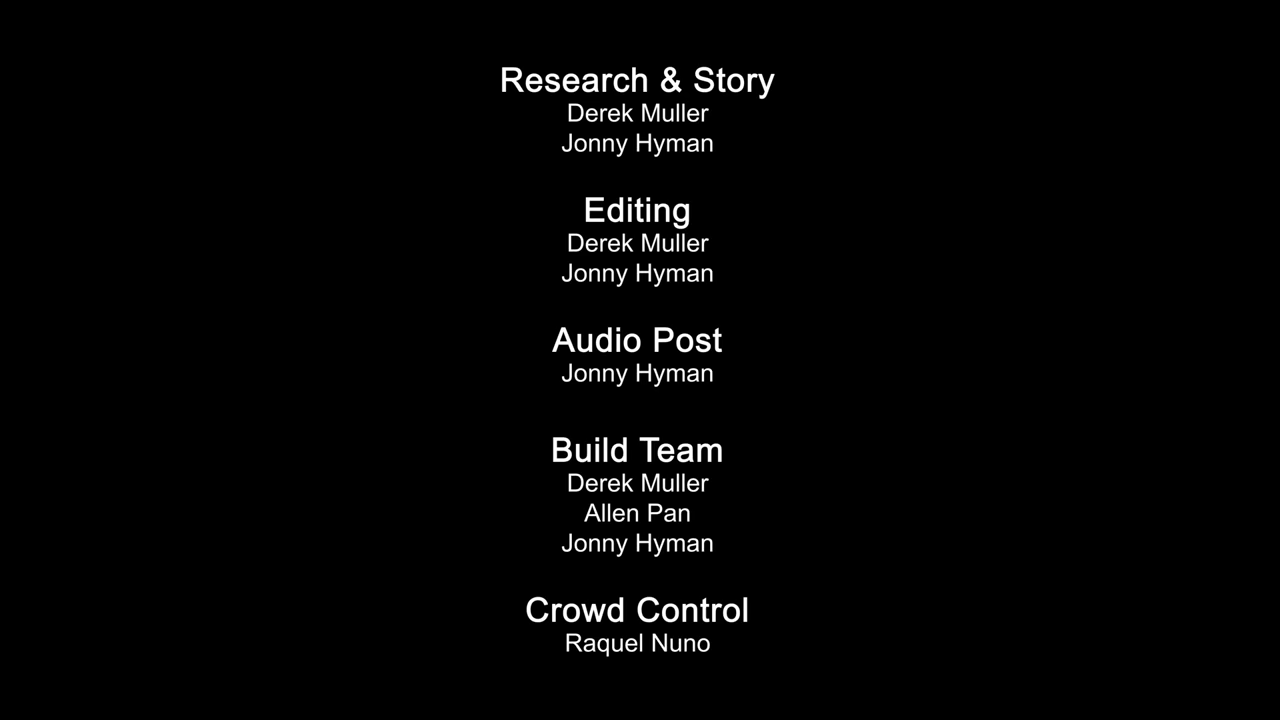 Research & Story
Derek Muller
Jonny Hyman
Editing
Derek Muller
Jonny Hyman
Audio Post
Jonny Hyman
Build Team
Derek Muller
Allen Pan
Jonny Hyman
Crowd Control
Raquel Nuno